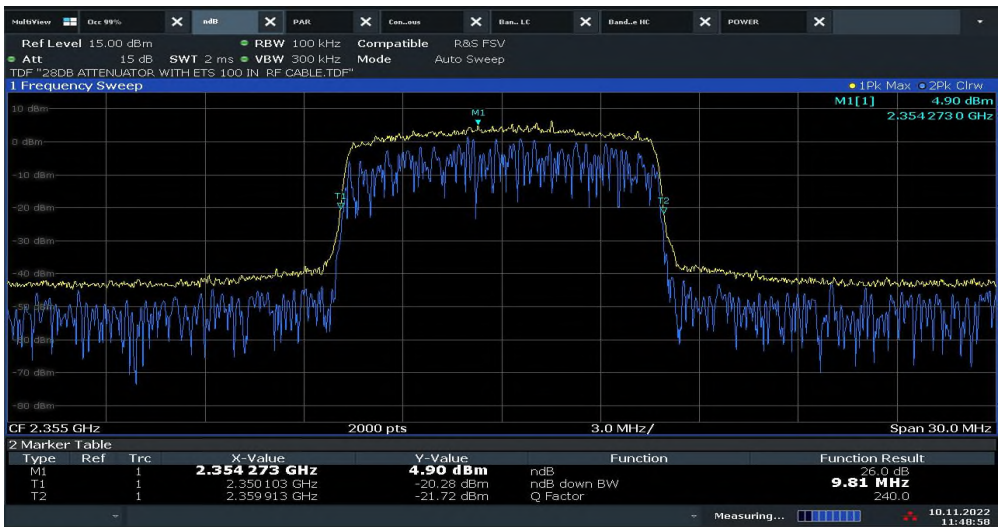 MultiView Occ 99% ndB PAR Con...ous Ban... LC Band...e HC POWER
Ref Level 15.00 dBm RBW 100 kHz Compatible R&S FSV
Att 15 dB SWT 2 ms VBW 300 kHz Mode Auto Sweep
TDF "28DB ATTENUATOR WITH ETS 100 IN RF CABLE.TDF"
1 Frequency Sweep 1Pk Max 2Pk Clrw
M1[1] 4.90 dBm
2.3542730 GHz
10 dBm
M1
0 dBm
-10 dBm
T1
T2
-20 dBm
-30 dBm
-40 dBm
-50 dBm
-60 dBm
-70 dBm
-80 dBm
CF 2.355 GHz 2000 pts 3.0 MHz/ Span 30.0 MHz
2 Marker Table
Type Ref Trc X-Value Y-Value Function Function Result
M1 1 2.354 273 GHz 4.90 dBm ndB 26.0 dB
T1 1 2.350103 GHz -20.28 dBm ndB down BW 9.81 MHz
T2 1 2.359913 GHz -21.72 dBm Q Factor 240.0
Measuring... 10.11.2022
11:48:58